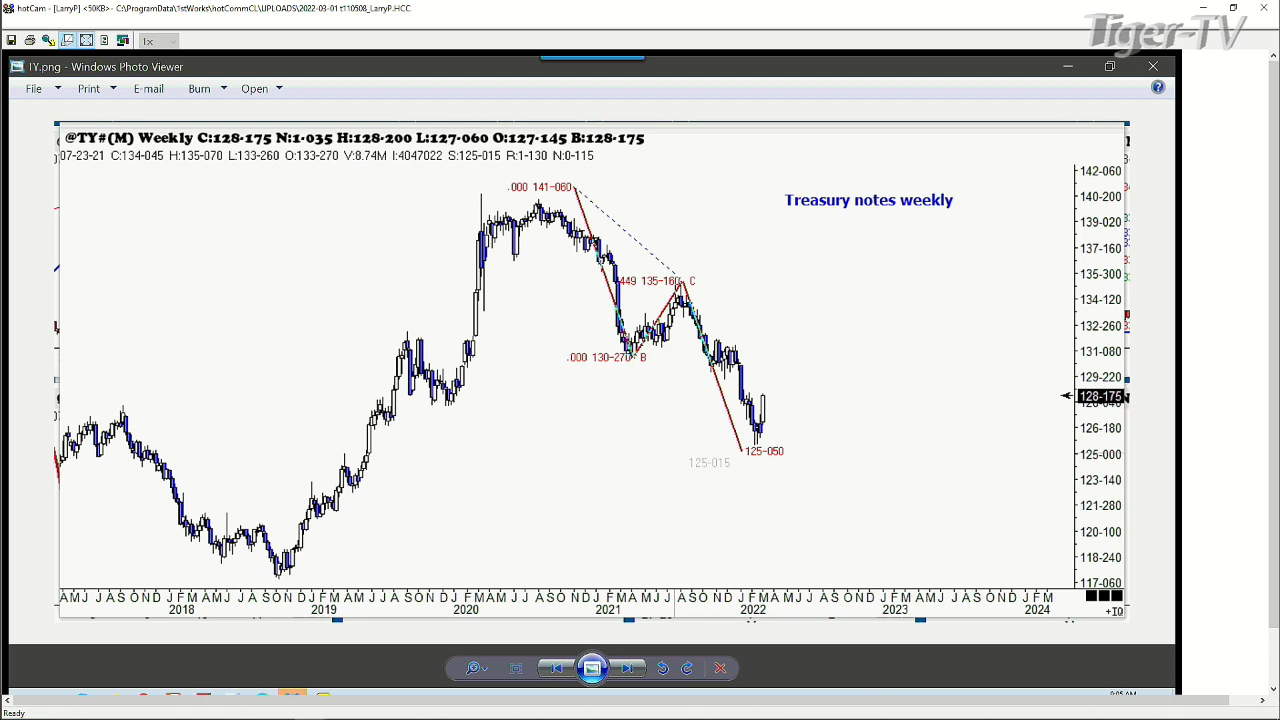 hotCam - [LarryP] <50KB> - C:\ProgramData\1stWorks\hotCommCL\UPLOADS\2022-03-01 t110508_LarryP.HCC
Tiger-TV
1x
IY.png - Windows Photo Viewer
File Print E-mail Burn Open
@TY#(M) Weekly C:128-175 N:1-035 H:128-200 L:127-060 O:127-145 B:128-175
07-23-21 C:134-045 H:135-070 L:133-260 O:133-270 V:8.74M I:4047022 S:125-015 R:1-130 N:0-115
142-060
.000 141-060
Treasury notes weekly
140-200
139-020
137-160
.449 135-160 C
135-300
134-120
132-260
.000 130-270 B
131-080
129-220
128-175
126-180
125-050
125-000
125-015
123-140
121-280
120-100
118-240
117-060
A M J J A S O N D J F M A M J J A S O N D J F M A M J J A S O N D J F M A M J J A S O N D J F M A M J J A S O N D J F M A M J J A S O N D J F M
2018 2019 2020 2021 2022 2023 2024
+10
Ready